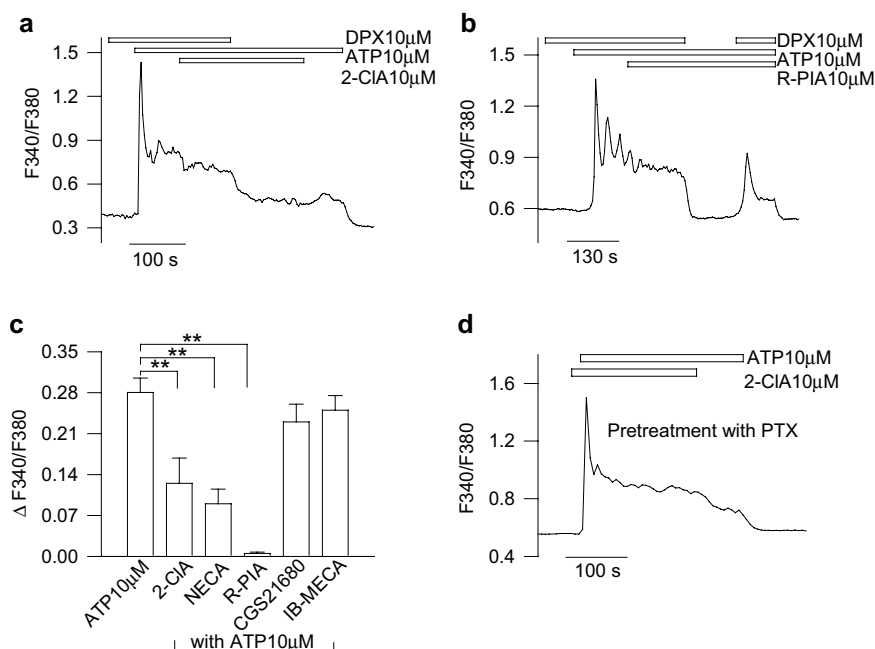 a
DPX10µM
ATP10µM
2-ClA10µM
F340/F380
1.5
1.2
0.9
0.6
0.3
100 s
b
DPX10µM
ATP10µM
R-PIA10µM
F340/F380
1.5
1.2
0.9
0.6
130 s
c
Δ F340/F380
0.35
0.28
0.21
0.14
0.07
0.00
**
**
**
ATP10µM
2-ClA
NECA
R-PIA
CGS21680
IB-MECA
with ATP10µM
d
ATP10µM
2-ClA10µM
Pretreatment with PTX
F340/F380
1.6
1.2
0.8
0.4
100 s